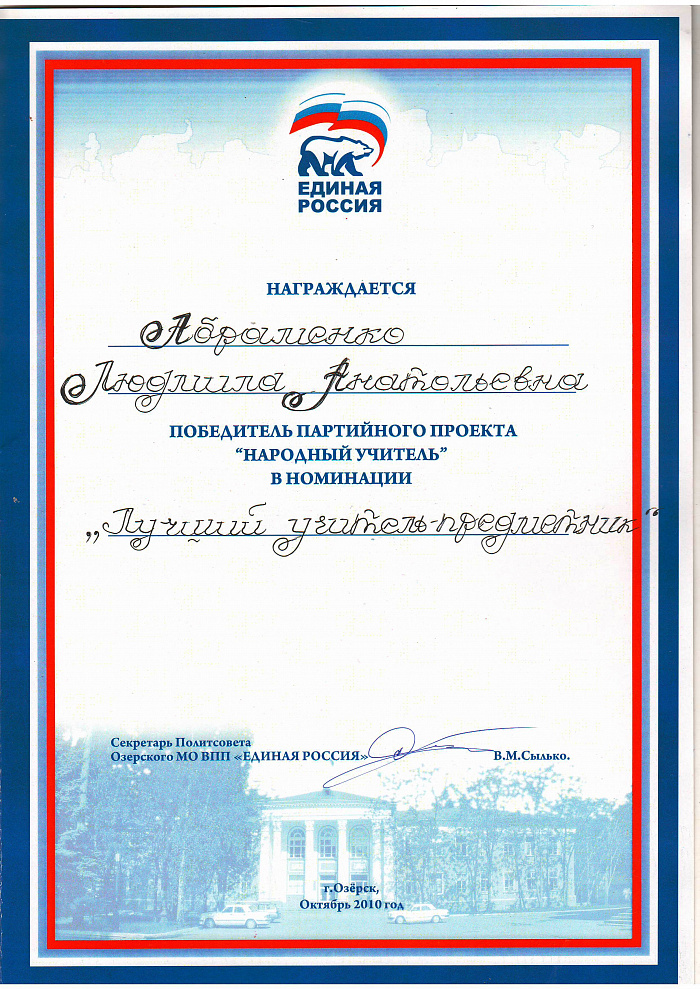 ЕДИНАЯ
РОССИЯ
НАГРАЖДАЕТСЯ
Абраменко
Людмила Анатольевна
ПОБЕДИТЕЛЬ ПАРТИЙНОГО ПРОЕКТА
“НАРОДНЫЙ УЧИТЕЛЬ”
В НОМИНАЦИИ
„Лучший учитель-предметник“
Секретарь Политсовета
Озерского МО ВПП «ЕДИНАЯ РОССИЯ» В.М.Сылько.
г.Озёрск,
Октябрь 2010 год